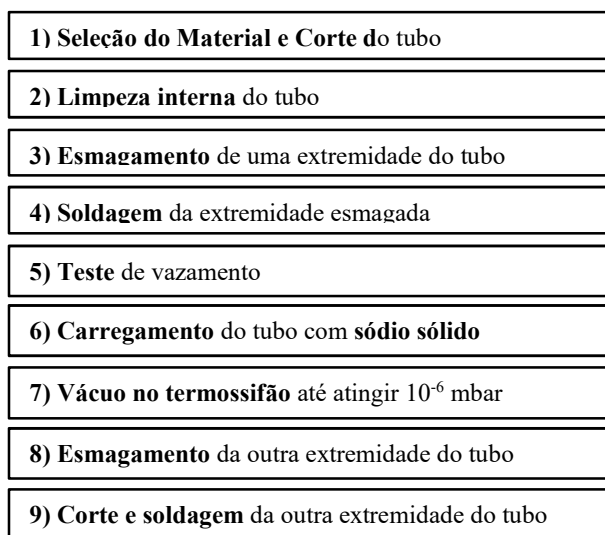 1) Seleção do Material e Corte do tubo
2) Limpeza interna do tubo
3) Esmagamento de uma extremidade do tubo
4) Soldagem da extremidade esmagada
5) Teste de vazamento
6) Carregamento do tubo com sódio sólido
7) Vácuo no termossifão até atingir 10⁻⁶ mbar
8) Esmagamento da outra extremidade do tubo
9) Corte e soldagem da outra extremidade do tubo